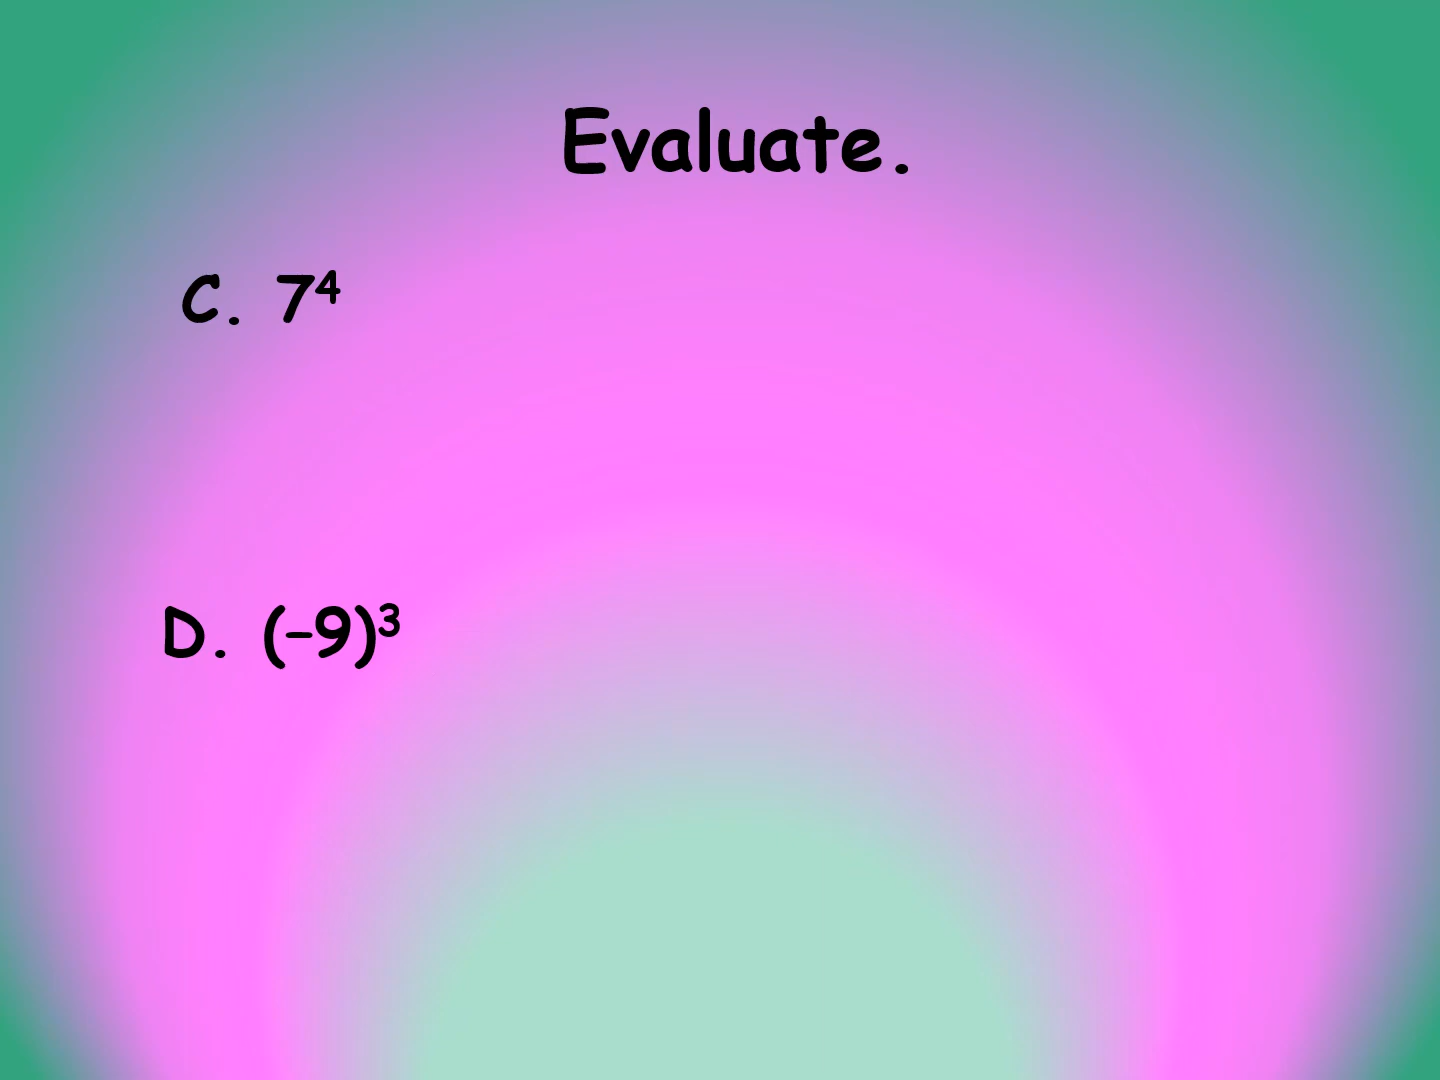 Evaluate.
C. 7⁴
D. (–9)³